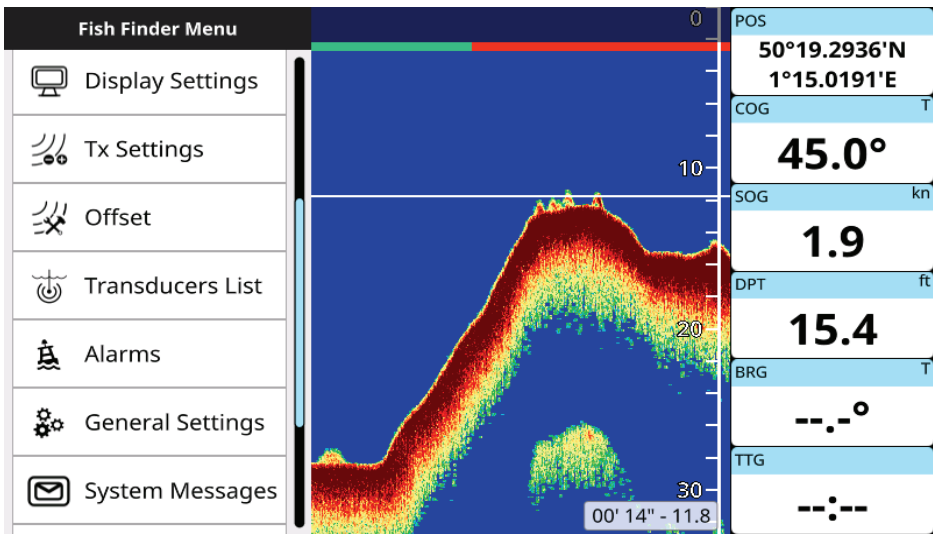 Fish Finder Menu
Display Settings
Tx Settings
Offset
Transducers List
Alarms
General Settings
System Messages
0
10
20
30
00' 14" - 11.8
POS
50°19.2936'N
1°15.0191'E
COG T
45.0°
SOG kn
1.9
DPT ft
15.4
BRG T
--.-°
TTG
--:--